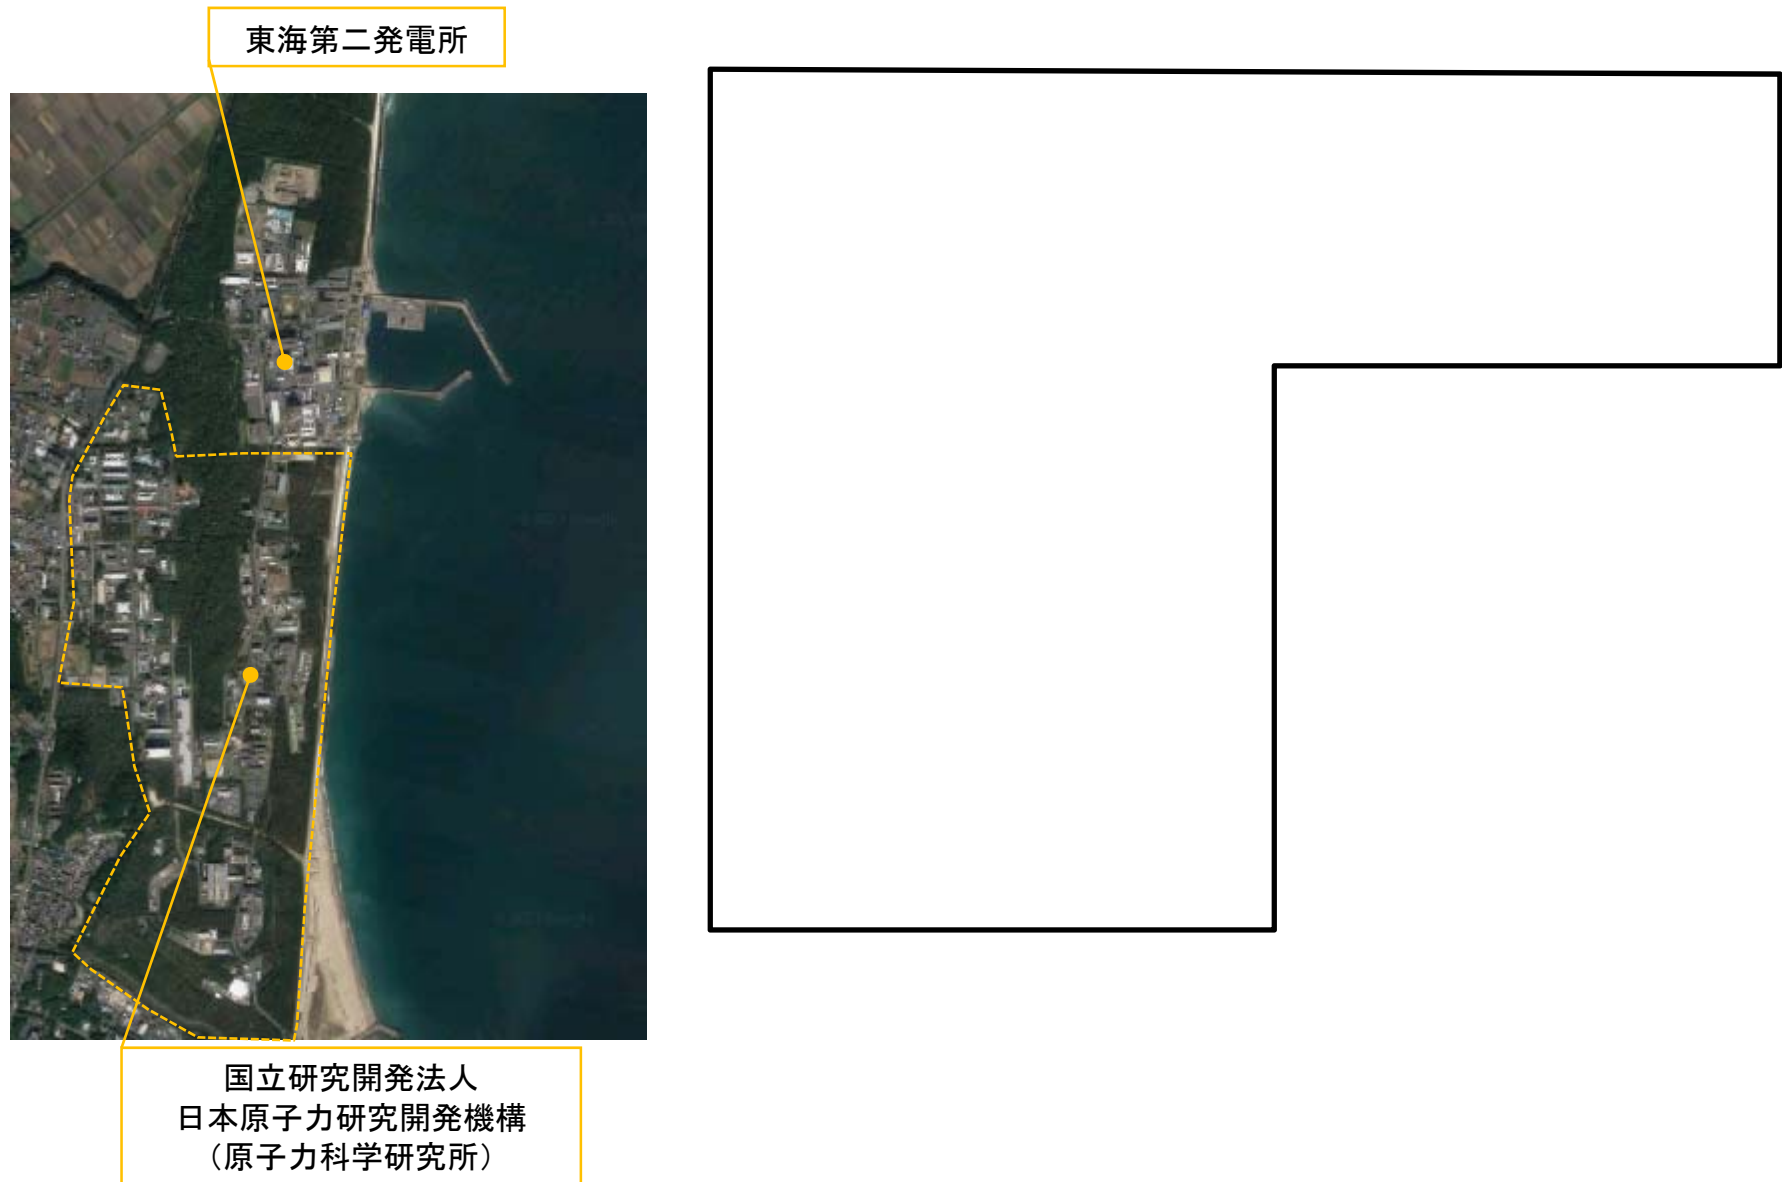 東海第二発電所
国立研究開発法人
日本原子力研究開発機構
（原子力科学研究所）